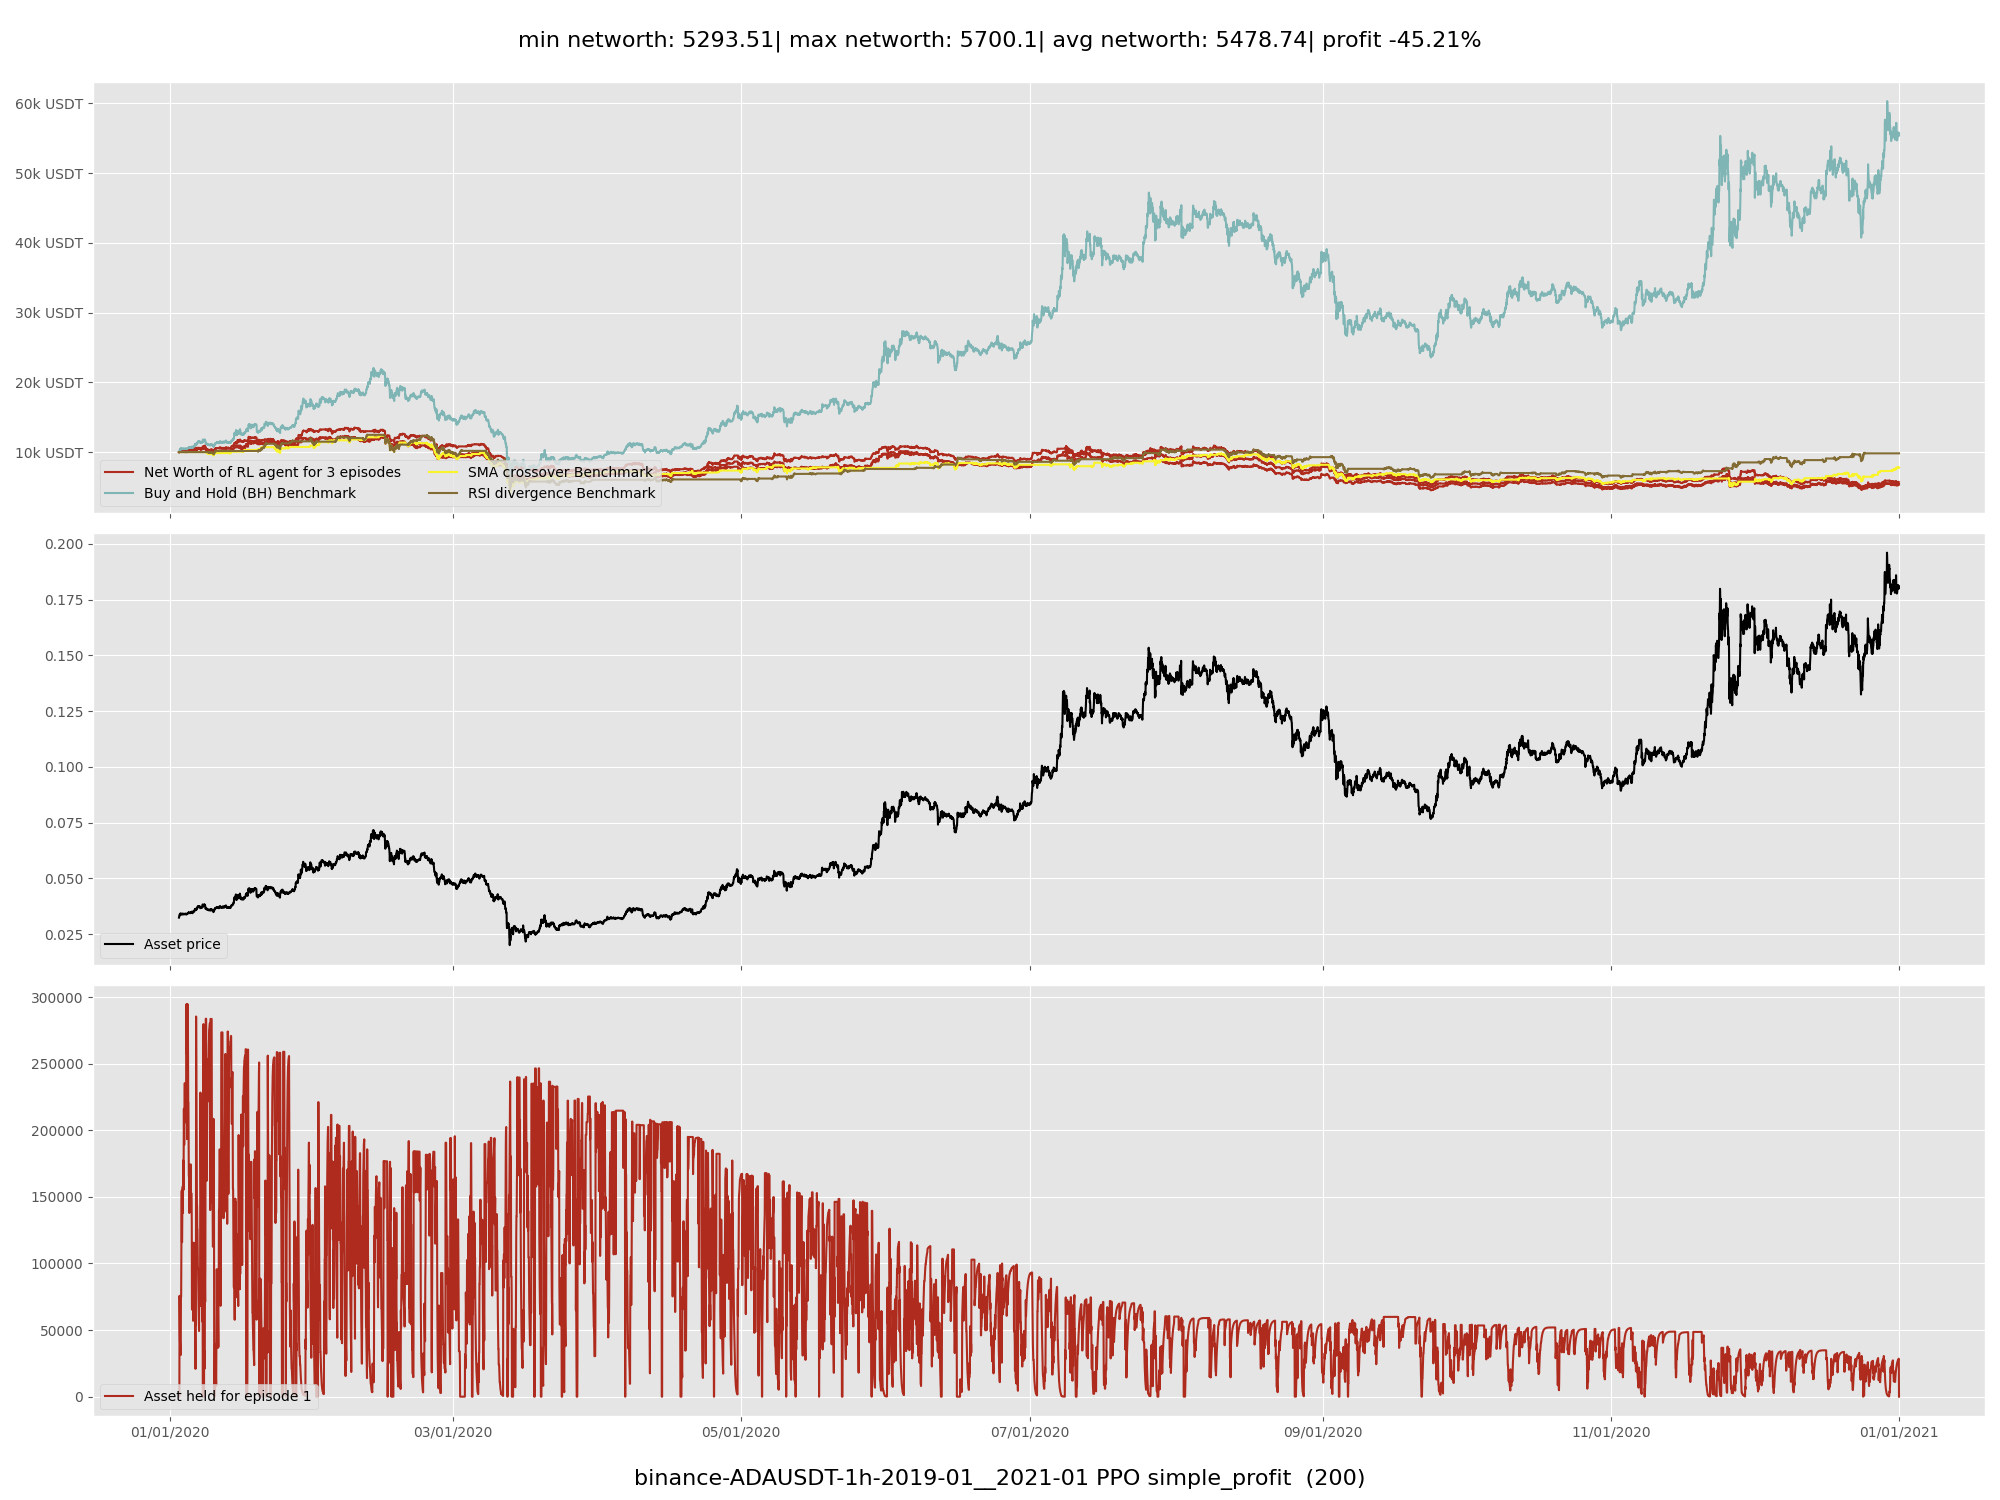 min networth: 5293.51| max networth: 5700.1| avg networth: 5478.74| profit -45.21%
60k USDT
50k USDT
40k USDT
30k USDT
20k USDT
10k USDT
Net Worth of RL agent for 3 episodes
Buy and Hold (BH) Benchmark
SMA crossover Benchmark
RSI divergence Benchmark
0.200
0.175
0.150
0.125
0.100
0.075
0.050
0.025
Asset price
300000
250000
200000
150000
100000
50000
0
Asset held for episode 1
01/01/2020
03/01/2020
05/01/2020
07/01/2020
09/01/2020
11/01/2020
01/01/2021
binance-ADAUSDT-1h-2019-01__2021-01 PPO simple_profit  (200)